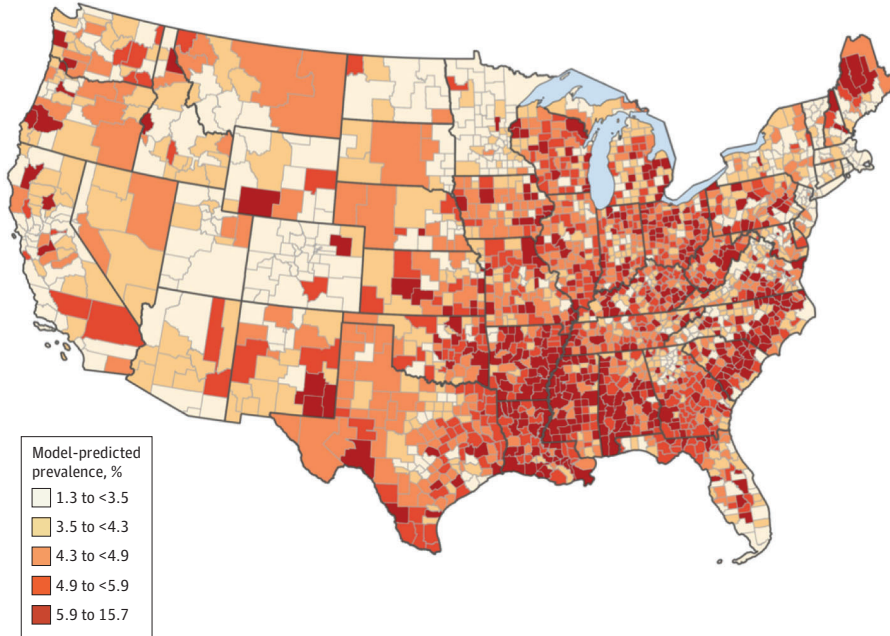 Model-predicted
prevalence, %
1.3 to <3.5
3.5 to <4.3
4.3 to <4.9
4.9 to <5.9
5.9 to 15.7